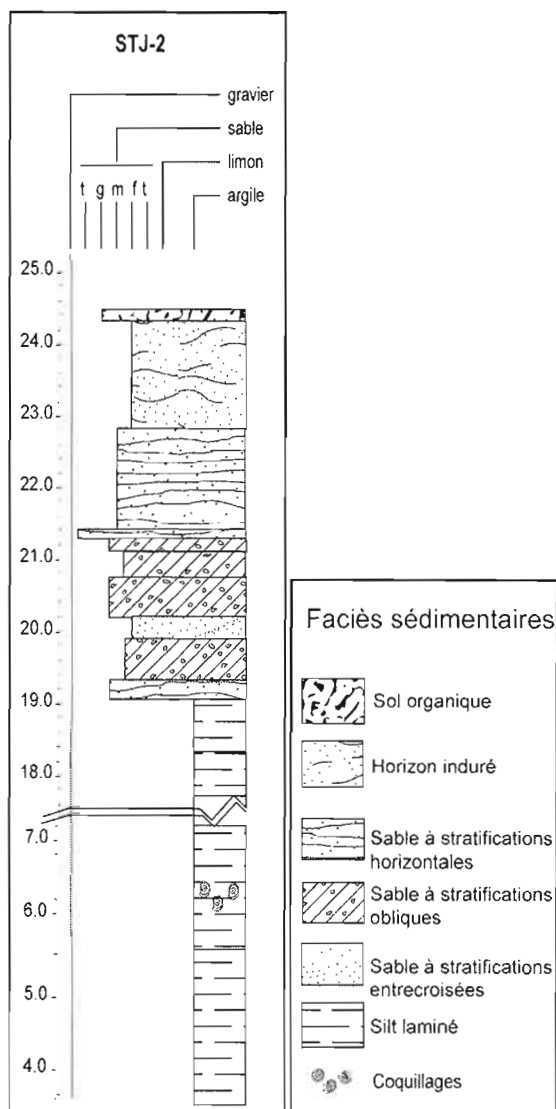 STJ-2
gravier
sable
limon
t g m f t
argile
25.0
24.0
23.0
22.0
21.0
20.0
19.0
18.0
7.0
6.0
5.0
4.0
Faciès sédimentaires
Sol organique
Horizon induré
Sable à stratifications
horizontales
Sable à stratifications
obliques
Sable à stratifications
entrecroisées
Silt laminé
Coquillages